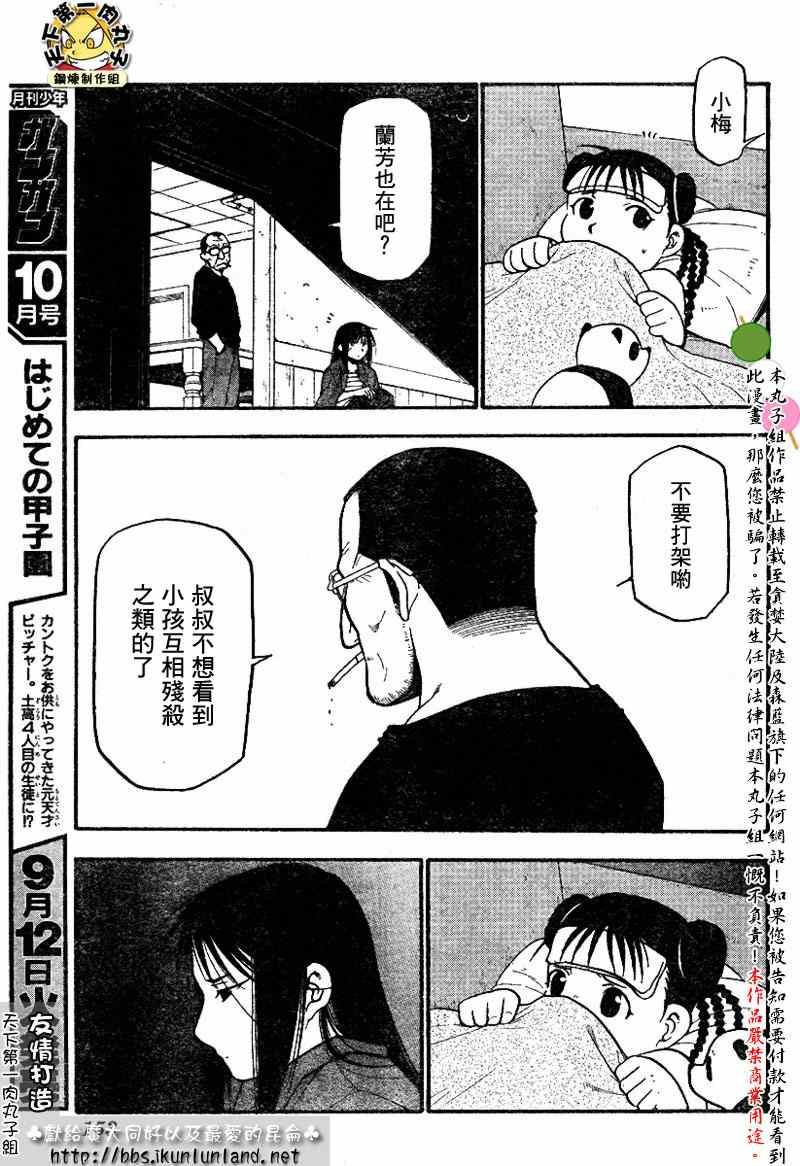 天下第一肉丸子
鋼煉制作組
小梅
蘭芳也在吧？
不要打架喲
叔叔不想看到
小孩互相殘殺
之類的了
月刊少年
ガンガン
10
月号
はじめての甲子園
カントクをお供にやってきた元天才
ピッチャー。土高4人目の生徒に!?
9月12日火
友情打造
天下第一肉丸子組
本丸子組作品禁止轉載至貪婪大陸及森藍旗下的任何網站！如果您被告知需要付款才能看到
此漫畫，那麼您被騙了。若發生任何法律問題本丸子組一慨不負責！本作品嚴禁商業用途。
♣獻給廣大同好以及最愛的昆侖♣
http://bbs.ikunlunland.net/